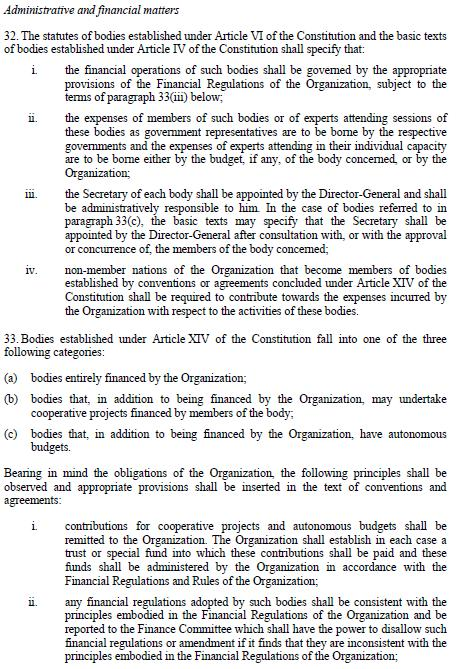 Administrative and financial matters
32. The statutes of bodies established under Article VI of the Constitution and the basic texts
of bodies established under Article IV of the Constitution shall specify that:
i. the financial operations of such bodies shall be governed by the appropriate
provisions of the Financial Regulations of the Organization, subject to the
terms of paragraph 33(iii) below;
ii. the expenses of members of such bodies or of experts attending sessions of
these bodies as government representatives are to be borne by the respective
governments and the expenses of experts attending in their individual capacity
are to be borne either by the budget, if any, of the body concerned, or by the
Organization;
iii. the Secretary of each body shall be appointed by the Director-General and shall
be administratively responsible to him. In the case of bodies referred to in
paragraph 33(c), the basic texts may specify that the Secretary shall be
appointed by the Director-General after consultation with, or with the approval
or concurrence of, the members of the body concerned;
iv. non-member nations of the Organization that become members of bodies
established by conventions or agreements concluded under Article XIV of the
Constitution shall be required to contribute towards the expenses incurred by
the Organization with respect to the activities of these bodies.
33. Bodies established under Article XIV of the Constitution fall into one of the three
following categories:
(a) bodies entirely financed by the Organization;
(b) bodies that, in addition to being financed by the Organization, may undertake
cooperative projects financed by members of the body;
(c) bodies that, in addition to being financed by the Organization, have autonomous
budgets.
Bearing in mind the obligations of the Organization, the following principles shall be
observed and appropriate provisions shall be inserted in the text of conventions and
agreements:
i. contributions for cooperative projects and autonomous budgets shall be
remitted to the Organization. The Organization shall establish in each case a
trust or special fund into which these contributions shall be paid and these
funds shall be administered by the Organization in accordance with the
Financial Regulations and Rules of the Organization;
ii. any financial regulations adopted by such bodies shall be consistent with the
principles embodied in the Financial Regulations of the Organization and be
reported to the Finance Committee which shall have the power to disallow such
financial regulations or amendment if it finds that they are inconsistent with the
principles embodied in the Financial Regulations of the Organization;